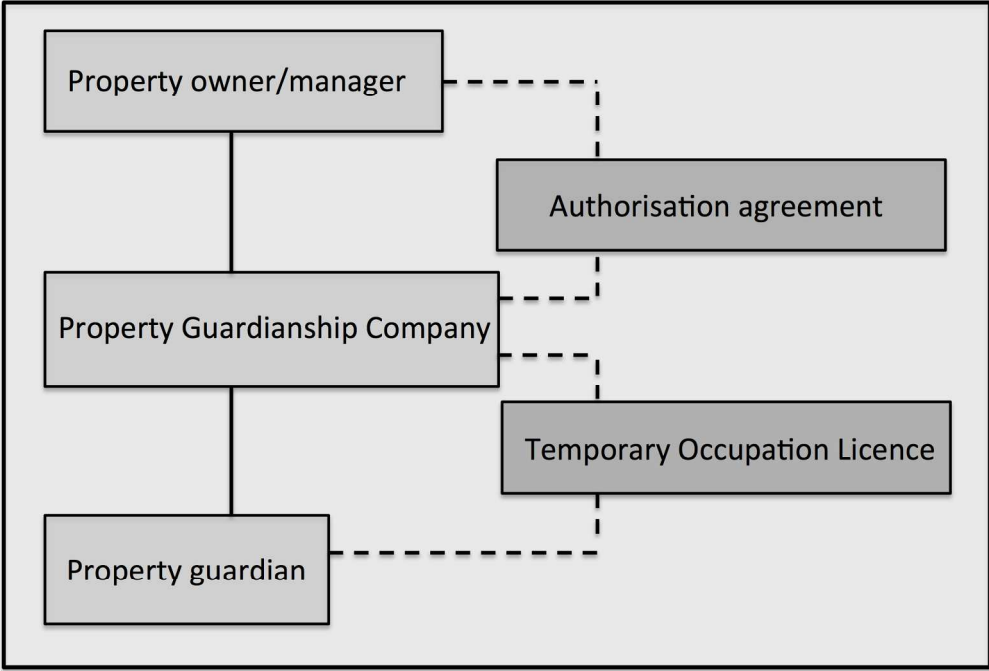 Property owner/manager
Authorisation agreement
Property Guardianship Company
Temporary Occupation Licence
Property guardian